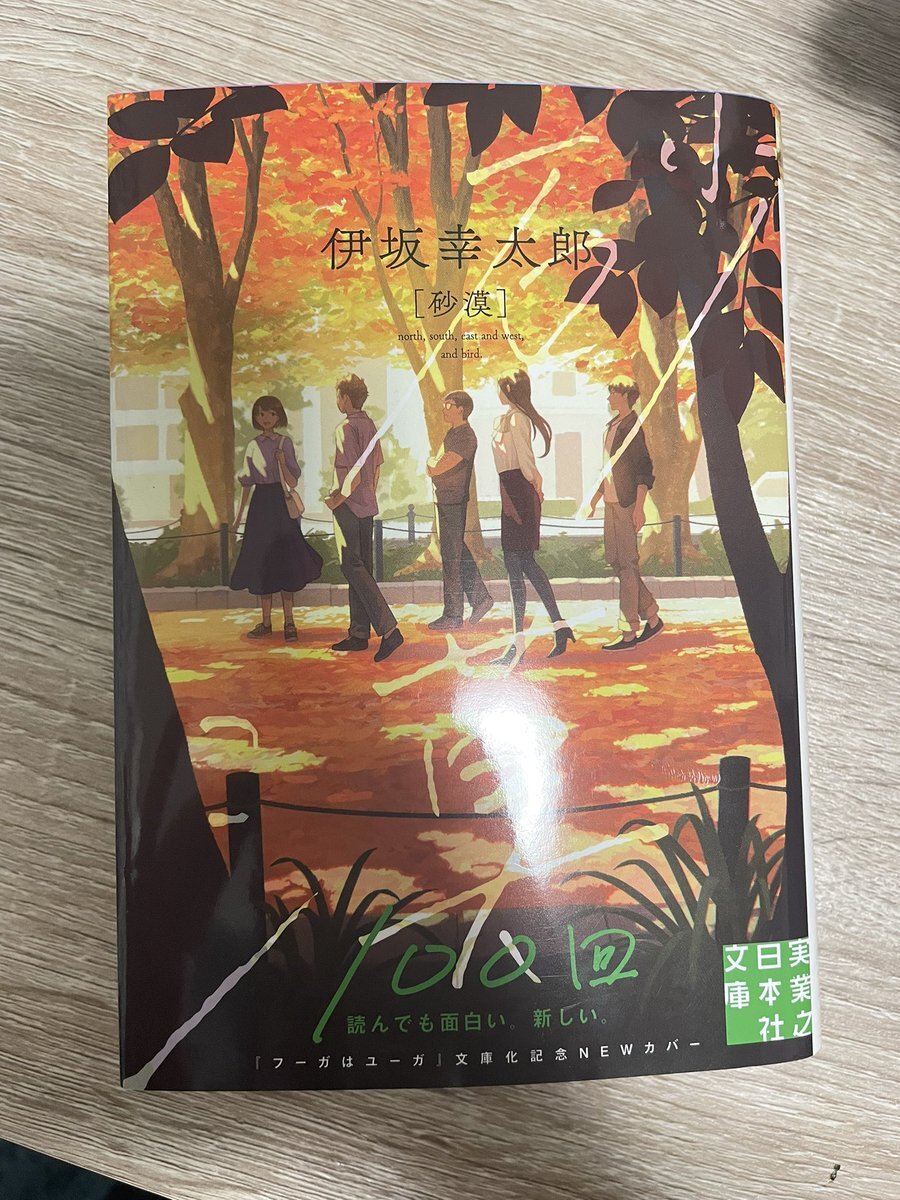 伊坂幸太郎
[砂漠]
north, south, east and west,
and bird.
100回
読んでも面白い。新しい。
『フーガはユーガ』文庫化記念NEWカバー
実業之
日本社
文庫